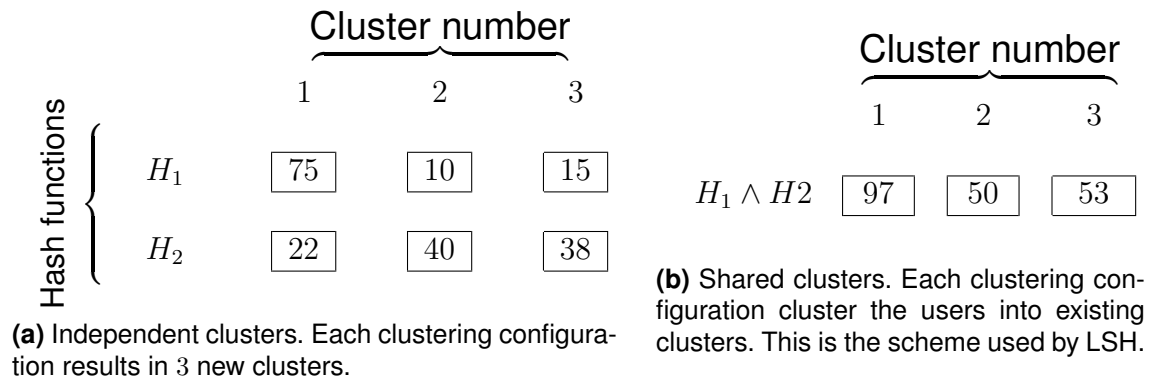 Cluster number
1 2 3
Hash functions
H₁ 75 10 15
H₂ 22 40 38
(a) Independent clusters. Each clustering configura-
tion results in 3 new clusters.
Cluster number
1 2 3
H₁ ∧ H2 97 50 53
(b) Shared clusters. Each clustering con-
figuration cluster the users into existing
clusters. This is the scheme used by LSH.